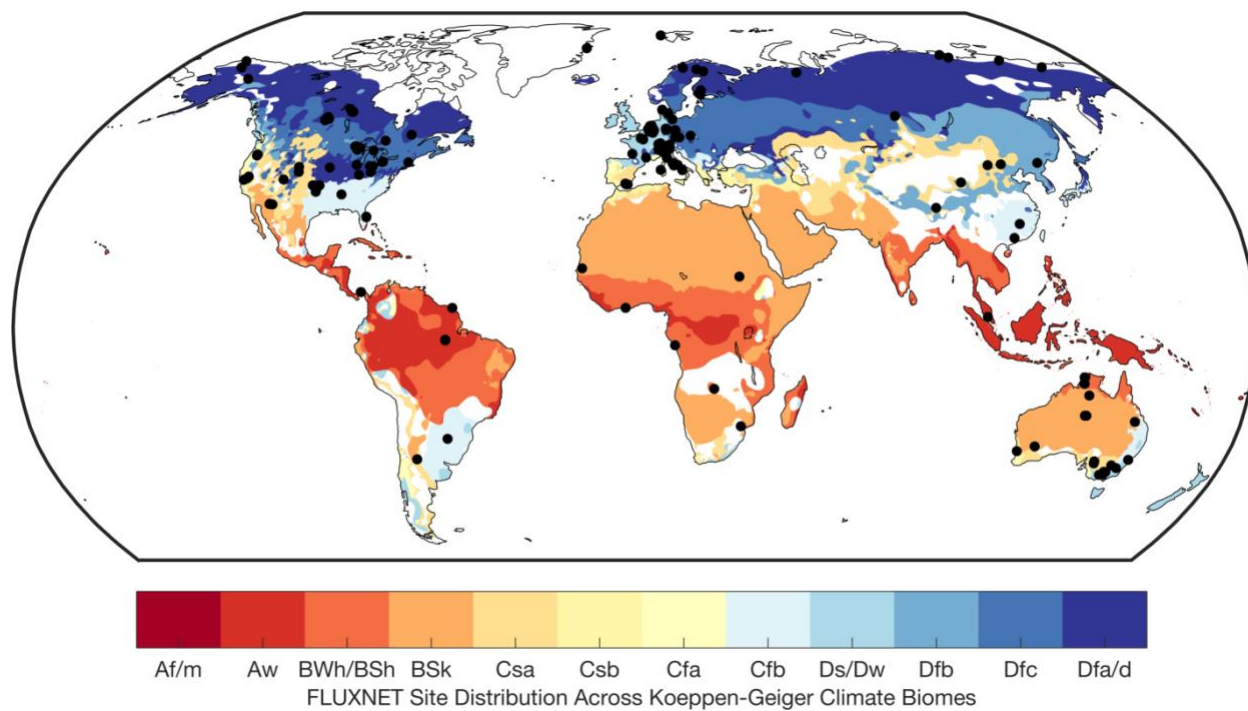 Af/m Aw BWh/BSh BSk Csa Csb Cfa Cfb Ds/Dw Dfb Dfc Dfa/d
FLUXNET Site Distribution Across Koeppen-Geiger Climate Biomes